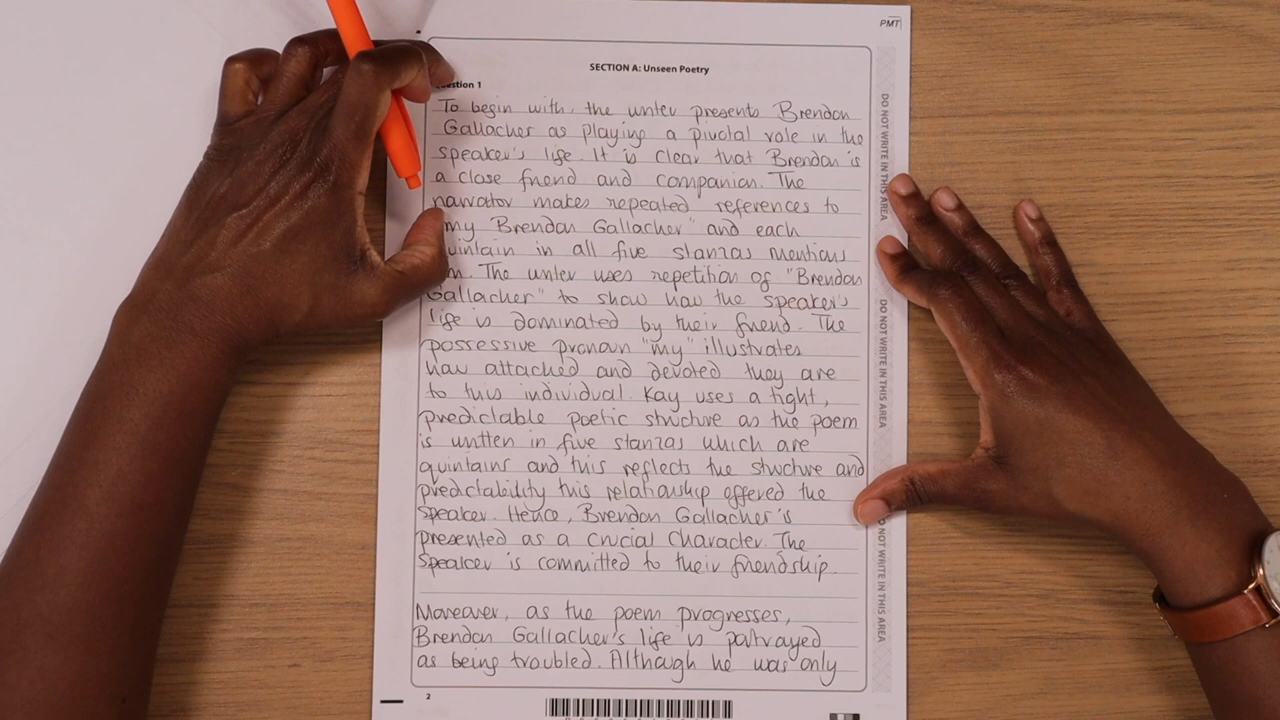 PMT
SECTION A: Unseen Poetry
estion 1
To begin with, the writer presents Brendon
Gallacher as playing a pivotal role in the
speaker's life. It is clear that Brendon is
a close friend and companion. The
narrator makes repeated references to
my Brendon Gallacher" and each
uintain in all five stanzas mentions
m. The writer uses repetition of "Brendon
Gallacher" to show how the speaker's
life is dominated by their friend. The
possessive pronoun "my" illustrates
how attached and devoted they are
to this individual. Kay uses a tight,
predictable poetic structure as the poem
is written in five stanzas which are
quintains and this reflects the structure and
predictability this relationship offered the
speaker. Hence, Brendon Gallacher is
presented as a crucial character. The
speaker is committed to their friendship.
Moreover, as the poem progresses,
Brendon Gallacher's life is portrayed
as being troubled. Although he was only
2
DO NOT WRITE IN THIS AREA
DO NOT WRITE IN THIS AREA
DO NOT WRITE IN THIS AREA